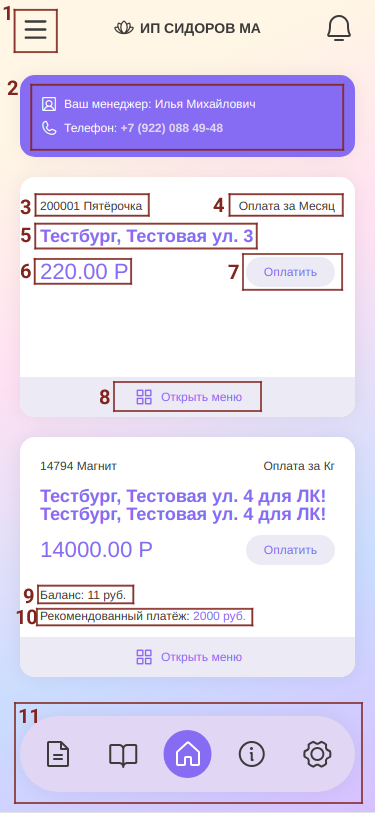 1
ИП СИДОРОВ МА
2
Ваш менеджер: Илья Михайлович
Телефон: +7 (922) 088 49-48
3 200001 Пятёрочка 4 Оплата за Месяц
5 Тестбург, Тестовая ул. 3
6 220.00 Р 7 Оплатить
8 Открыть меню
14794 Магнит Оплата за Кг
Тестбург, Тестовая ул. 4 для ЛК!
Тестбург, Тестовая ул. 4 для ЛК!
14000.00 Р Оплатить
9 Баланс: 11 руб.
10 Рекомендованный платёж: 2000 руб.
Открыть меню
11